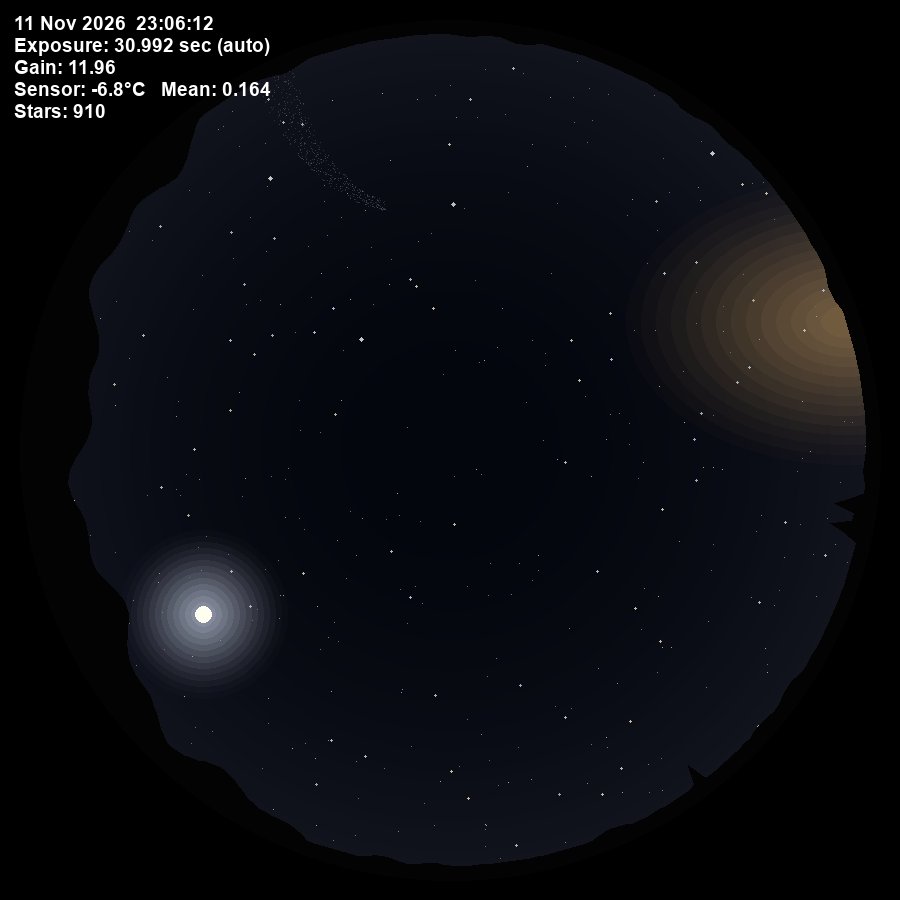 11 Nov 2026  23:06:12
Exposure: 30.992 sec (auto)
Gain: 11.96
Sensor: -6.8°C   Mean: 0.164
Stars: 910